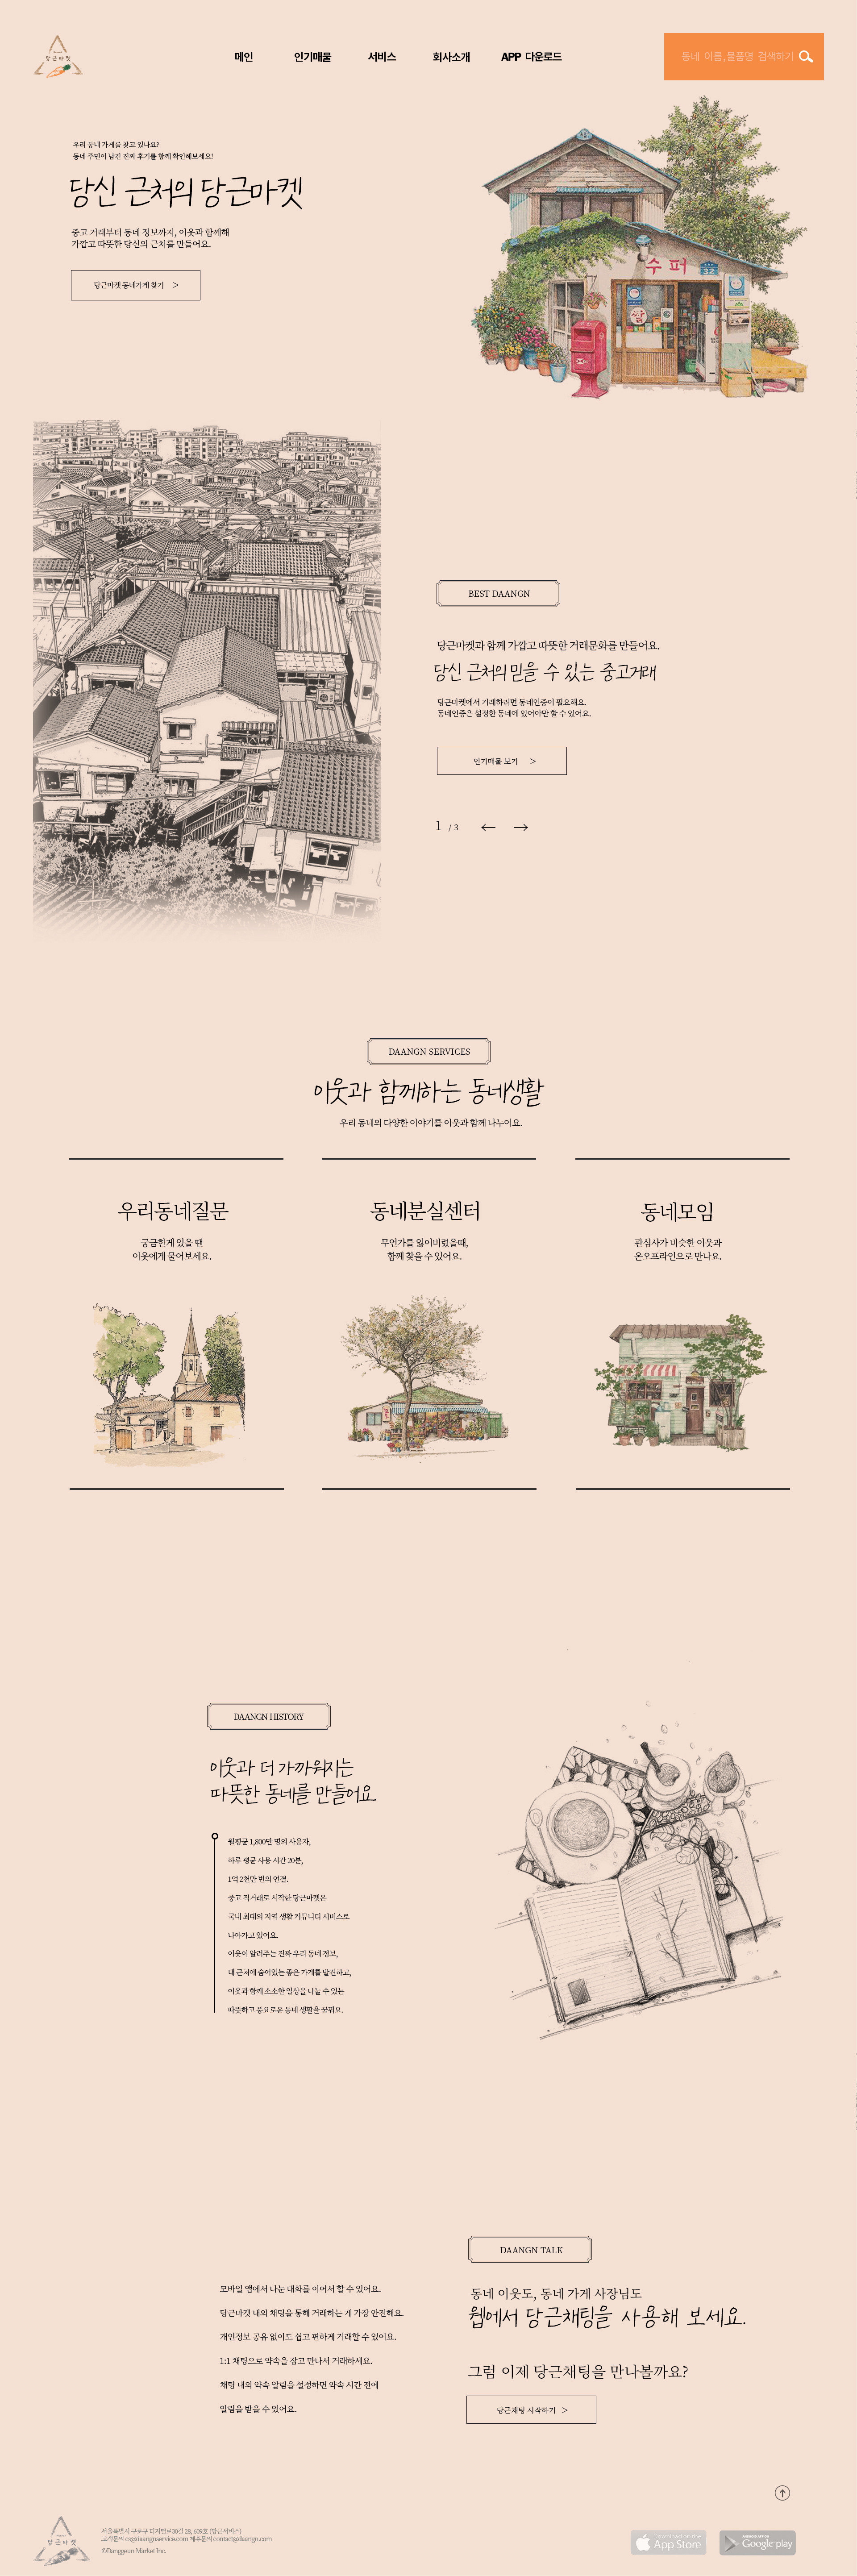 당근마켓
메인
인기매물
서비스
회사소개
APP 다운로드
동네 이름,물품명 검색하기
우리 동네 가게를 찾고 있나요?
동네 주민이 남긴 진짜 후기를 함께 확인해보세요!
당신 근처의 당근마켓
중고 거래부터 동네 정보까지, 이웃과 함께해
가깝고 따뜻한 당신의 근처를 만들어요.
당근마켓 동네가게 찾기 >
수퍼
쌀
BEST DAANGN
당근마켓과 함께 가깝고 따뜻한 거래문화를 만들어요.
당신 근처의 믿을 수 있는 중고거래
당근마켓에서 거래하려면 동네인증이 필요해요.
동네인증은 설정한 동네에 있어야만 할 수 있어요.
인기매물 보기 >
1 / 3 ← →
DAANGN SERVICES
이웃과 함께하는 동네생활
우리 동네의 다양한 이야기를 이웃과 함께 나누어요.
우리동네질문
궁금한게 있을 땐
이웃에게 물어보세요.
동네분실센터
무언가를 잃어버렸을때,
함께 찾을 수 있어요.
동네모임
관심사가 비슷한 이웃과
온오프라인으로 만나요.
DAANGN HISTORY
이웃과 더 가까워지는
따뜻한 동네를 만들어요.
월평균 1,800만 명의 사용자,
하루 평균 사용 시간 20분,
1억 2천만 번의 연결.
중고 직거래로 시작한 당근마켓은
국내 최대의 지역 생활 커뮤니티 서비스로
나아가고 있어요.
이웃이 알려주는 진짜 우리 동네 정보,
내 근처에 숨어있는 좋은 가게를 발견하고,
이웃과 함께 소소한 일상을 나눌 수 있는
따뜻하고 풍요로운 동네 생활을 꿈꿔요.
DAANGN TALK
동네 이웃도, 동네 가게 사장님도
웹에서 당근채팅을 사용해 보세요.
그럼 이제 당근채팅을 만나볼까요?
당근채팅 시작하기 >
모바일 앱에서 나눈 대화를 이어서 할 수 있어요.
당근마켓 내의 채팅을 통해 거래하는 게 가장 안전해요.
개인정보 공유 없이도 쉽고 편하게 거래할 수 있어요.
1:1 채팅으로 약속을 잡고 만나서 거래하세요.
채팅 내의 약속 알림을 설정하면 약속 시간 전에
알림을 받을 수 있어요.
당근마켓
서울특별시 구로구 디지털로30길 28, 609호 (당근서비스)
고객문의 cs@daangnservice.com 제휴문의 contact@daangn.com
©Danggeun Market Inc.
App Store
Google play